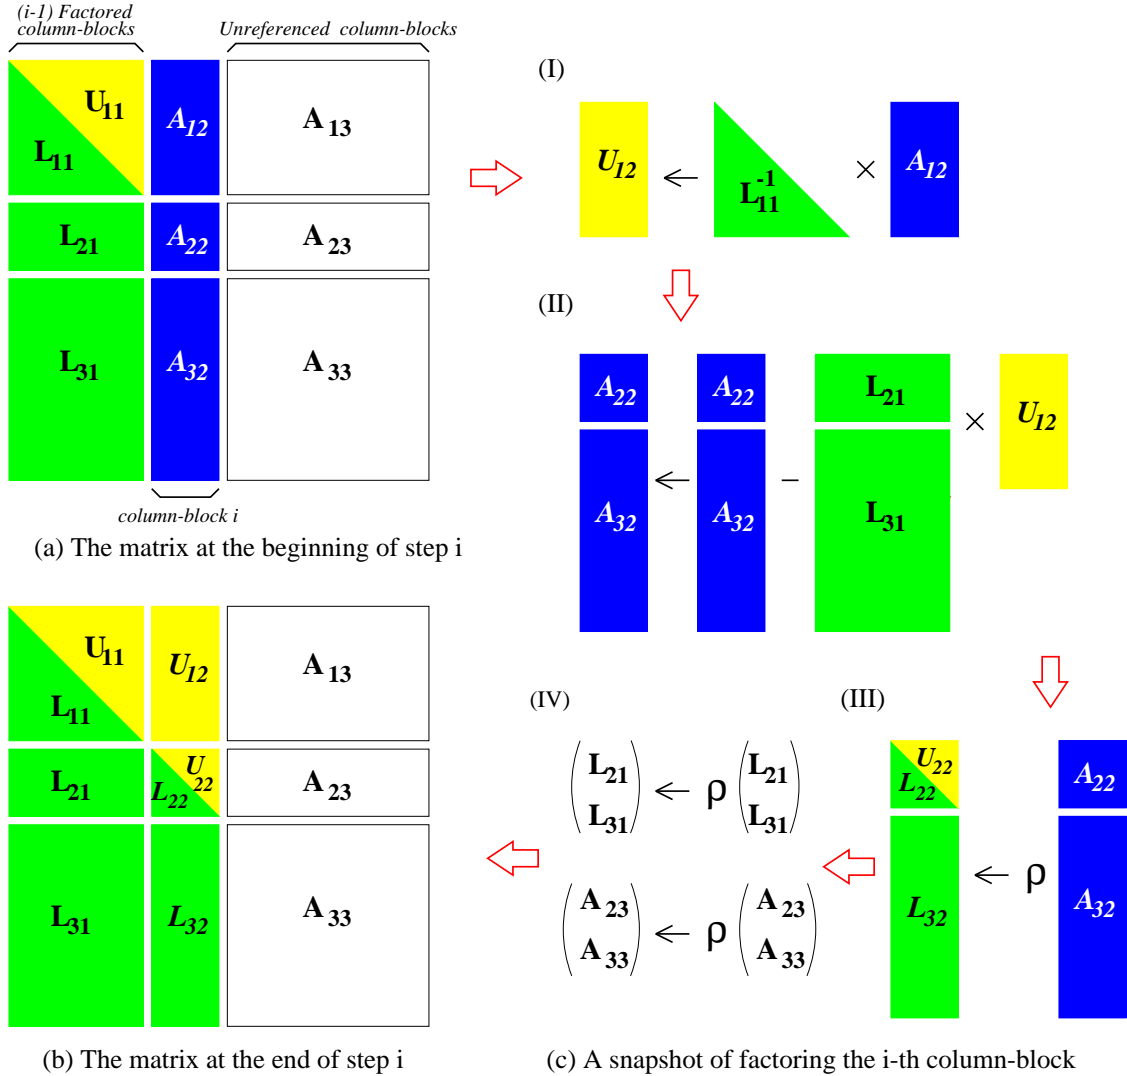 (i-1) Factored
column-blocks
Unreferenced column-blocks
U11
A12
A13
L11
L21
A22
A23
L31
A32
A33
column-block i
(a) The matrix at the beginning of step i
(I)
U12 ← L11^-1 × A12
(II)
A22 A22 L21
× U12
A32 ← A32 – L31
(III)
U22
L22
A22
L32 ← ρ A32
(IV)
(L21) ← ρ (L21)
(L31) (L31)
(A23) ← ρ (A23)
(A33) (A33)
U11
U12
A13
L11
L21
U22
L22
A23
L31
L32
A33
(b) The matrix at the end of step i
(c) A snapshot of factoring the i-th column-block